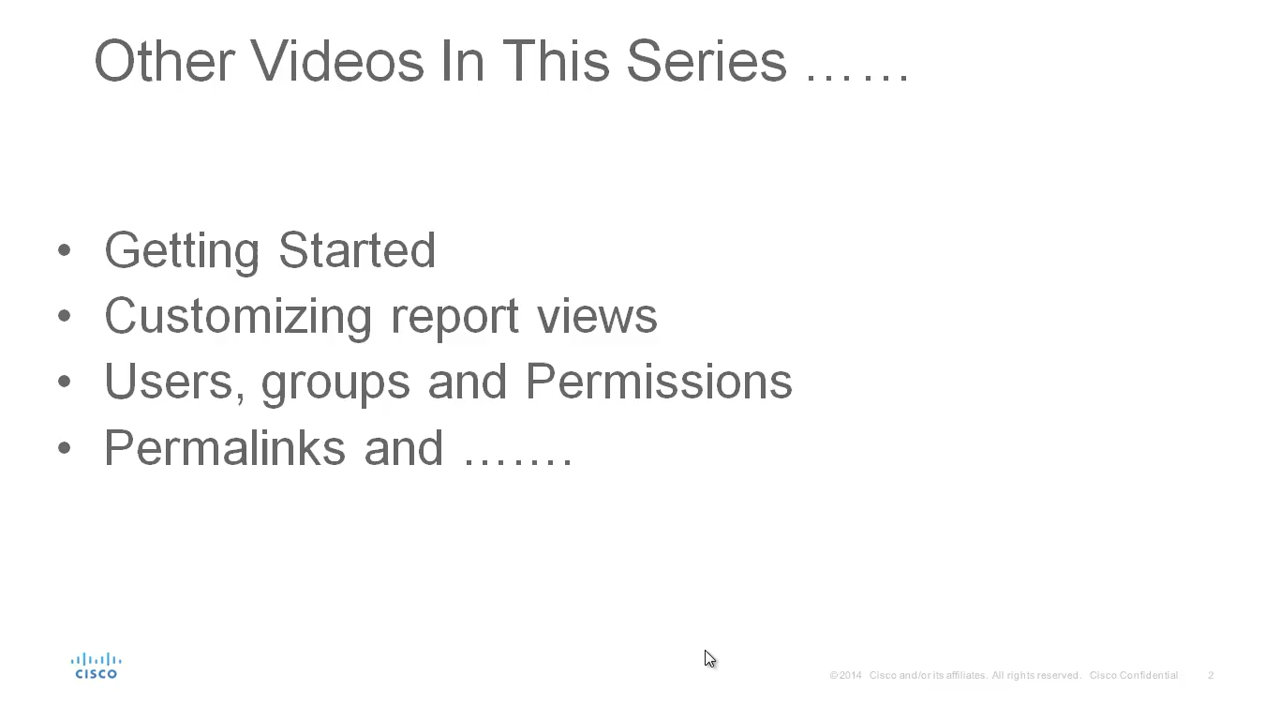 Other Videos In This Series ……
• Getting Started
• Customizing report views
• Users, groups and Permissions
• Permalinks and …….
CISCO
© 2014 Cisco and/or its affiliates. All rights reserved. Cisco Confidential 2